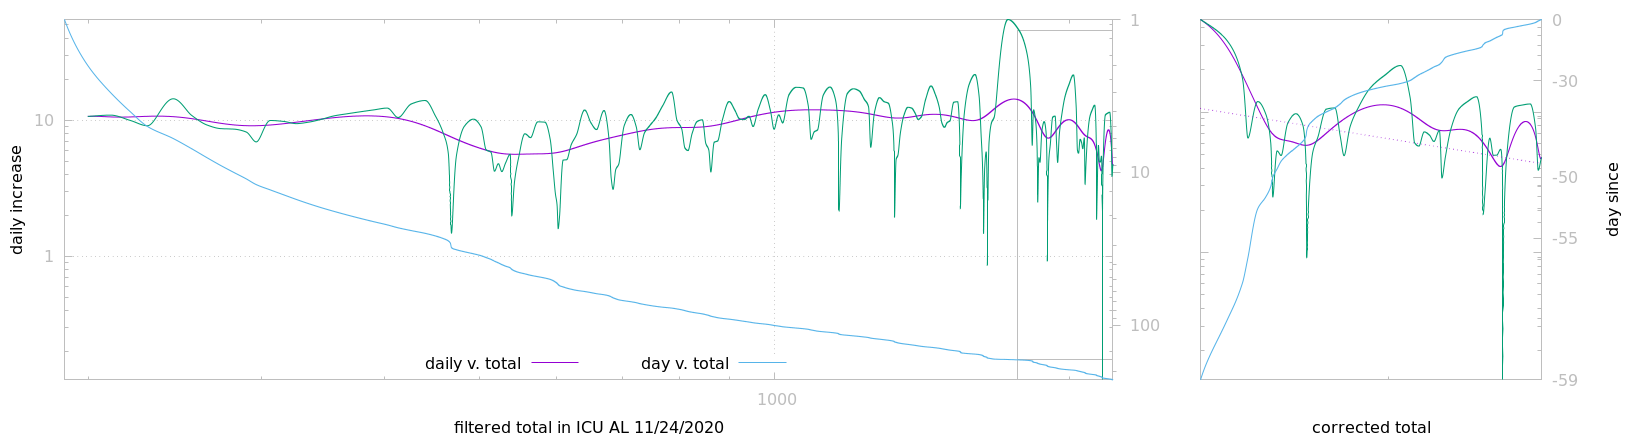 daily increase
10
1
1
10
100
daily v. total
day v. total
1000
filtered total in ICU AL 11/24/2020
0
-30
-50
-55
-59
day since
corrected total